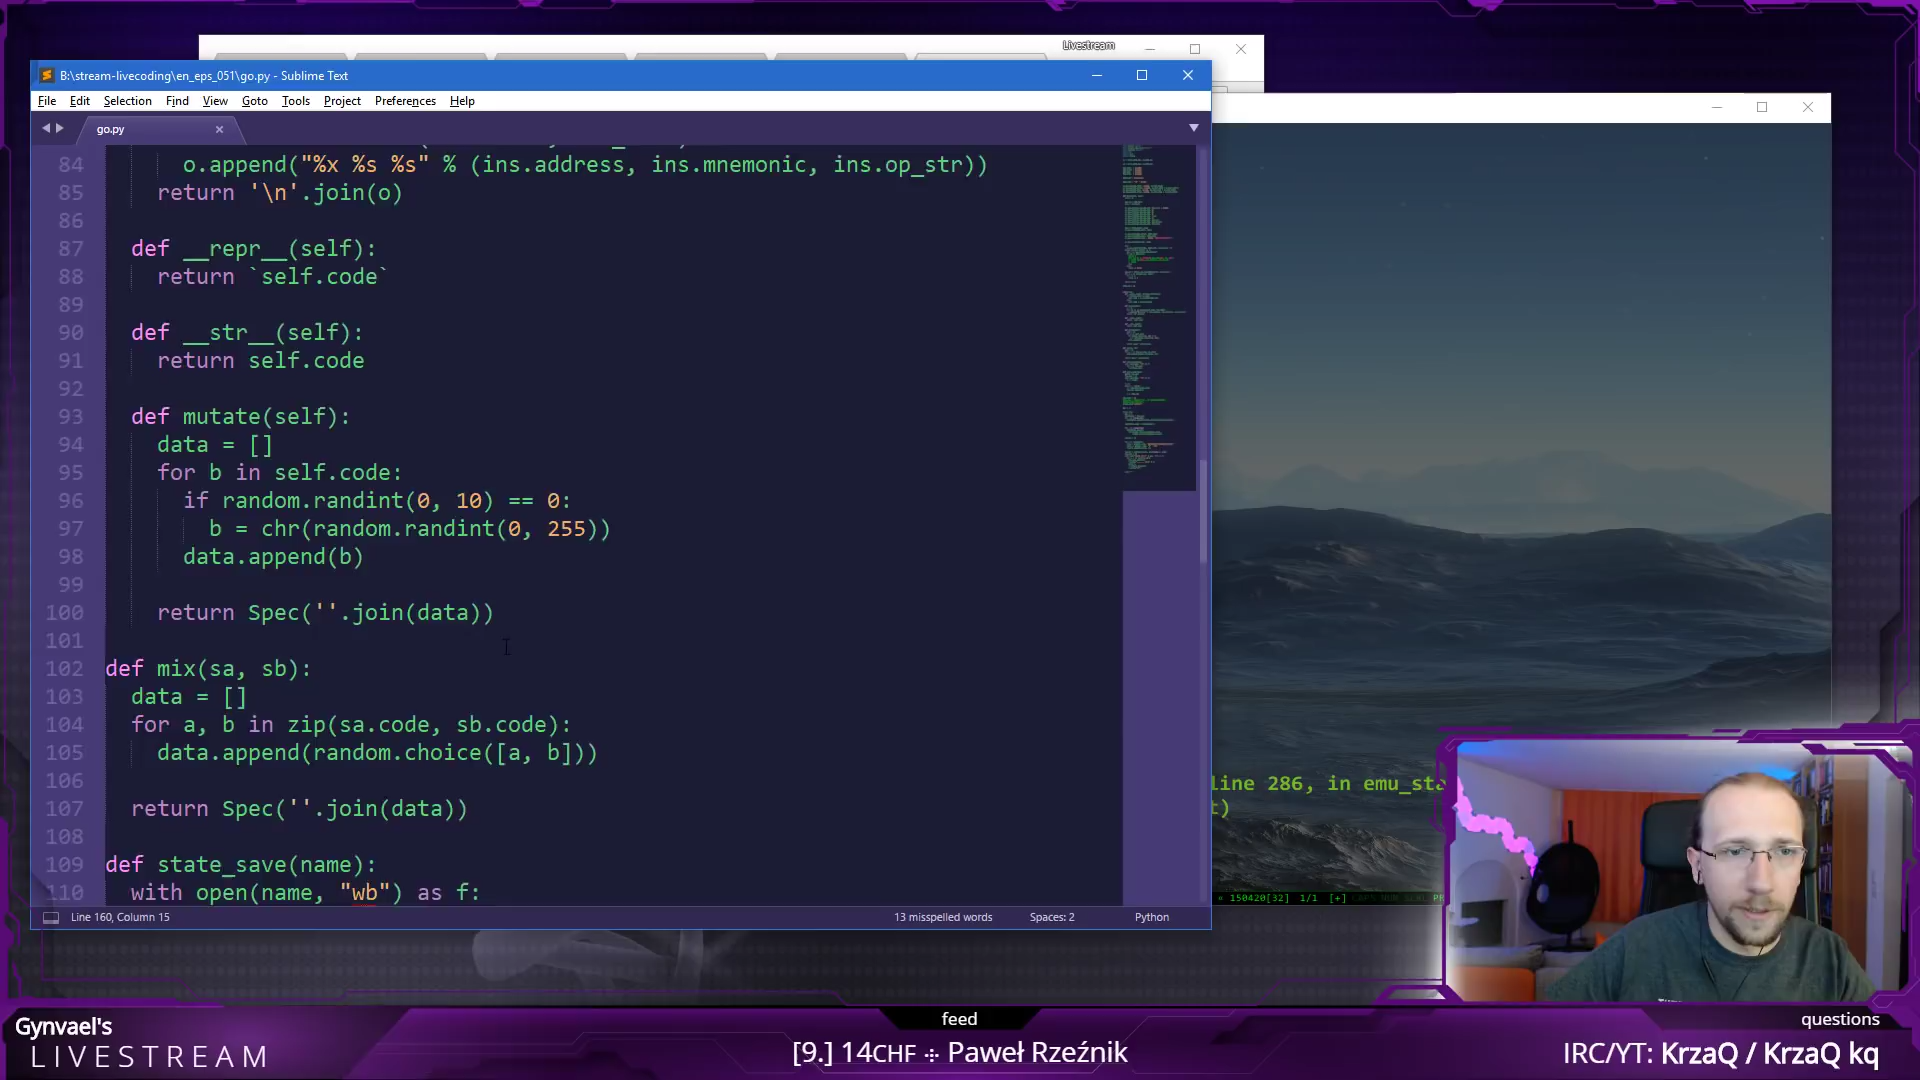 Livestream
B:\stream-livecoding\en_eps_051\go.py - Sublime Text
File Edit Selection Find View Goto Tools Project Preferences Help
go.py
84 o.append("%x %s %s" % (ins.address, ins.mnemonic, ins.op_str))
85 return '\n'.join(o)
86
87 def __repr__(self):
88 return `self.code`
89
90 def __str__(self):
91 return self.code
92
93 def mutate(self):
94 data = []
95 for b in self.code:
96 if random.randint(0, 10) == 0:
97 b = chr(random.randint(0, 255))
98 data.append(b)
99
100 return Spec(''.join(data))
101
102 def mix(sa, sb):
103 data = []
104 for a, b in zip(sa.code, sb.code):
105 data.append(random.choice([a, b]))
106
107 return Spec(''.join(data))
108
109 def state_save(name):
110 with open(name, "wb") as f:
Line 160, Column 15 13 misspelled words Spaces: 2 Python
line 286, in emu_sta
t)
« 150420[32] 1/1 [+]
Gynvael's
LIVESTREAM
feed
[9.] 14CHF ÷ Paweł Rzeźnik
questions
IRC/YT: KrzaQ / KrzaQ kq